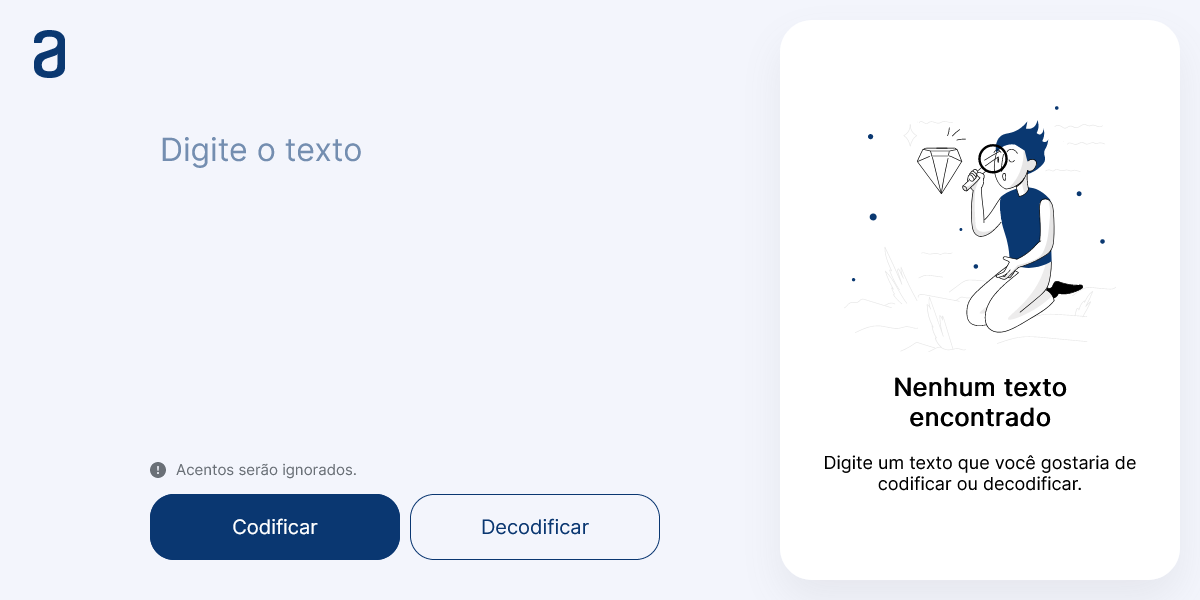 a
Digite o texto
Acentos serão ignorados.
Codificar
Decodificar
Nenhum texto
encontrado
Digite um texto que você gostaria de
codificar ou decodificar.